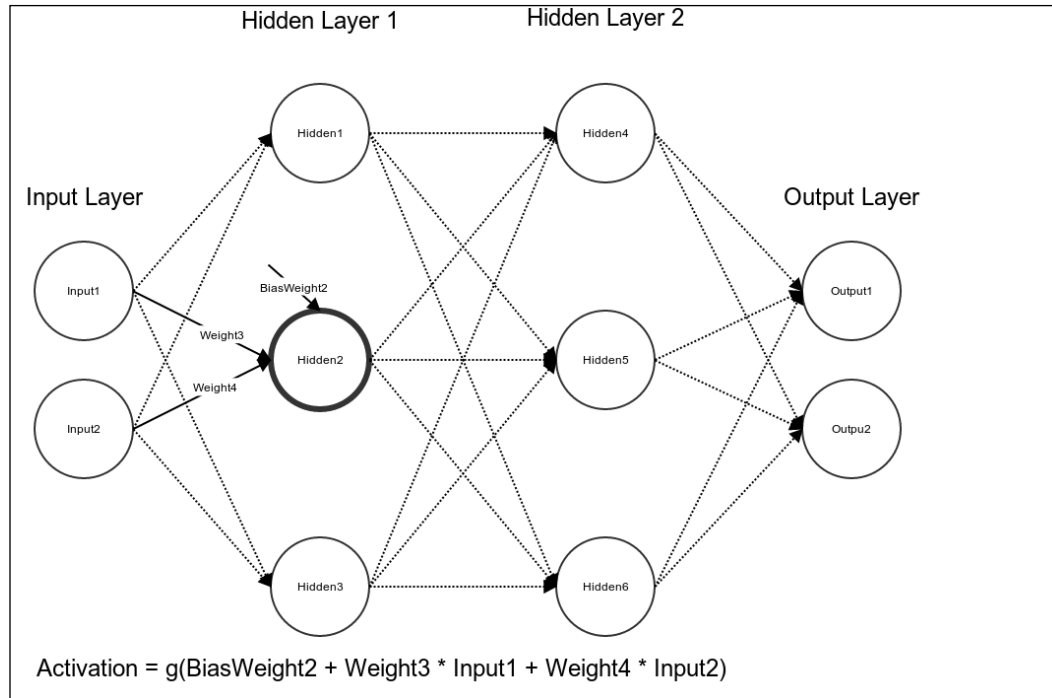 Hidden Layer 1
Hidden Layer 2
Hidden1
Hidden4
Input Layer
Output Layer
Input1
BiasWeight2
Output1
Weight3
Hidden2
Hidden5
Weight4
Input2
Outpu2
Hidden3
Hidden6
Activation = g(BiasWeight2 + Weight3 * Input1 + Weight4 * Input2)